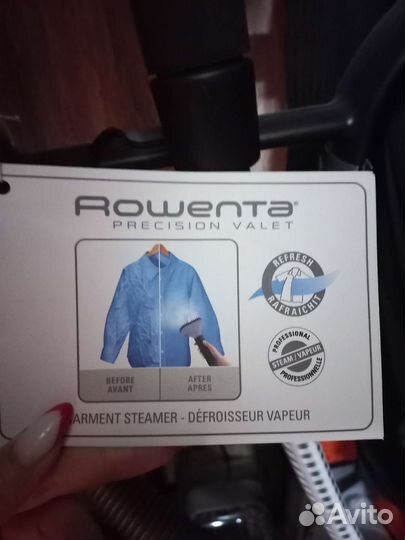 Rowenta®
PRECISION VALET
REFRESH
RAFRAICHIT
PROFESSIONAL
STEAM / VAPEUR
PROFESSIONNELLE
BEFORE
AVANT
AFTER
APRES
ARMENT STEAMER - DÉFROISSEUR VAPEUR
Avito